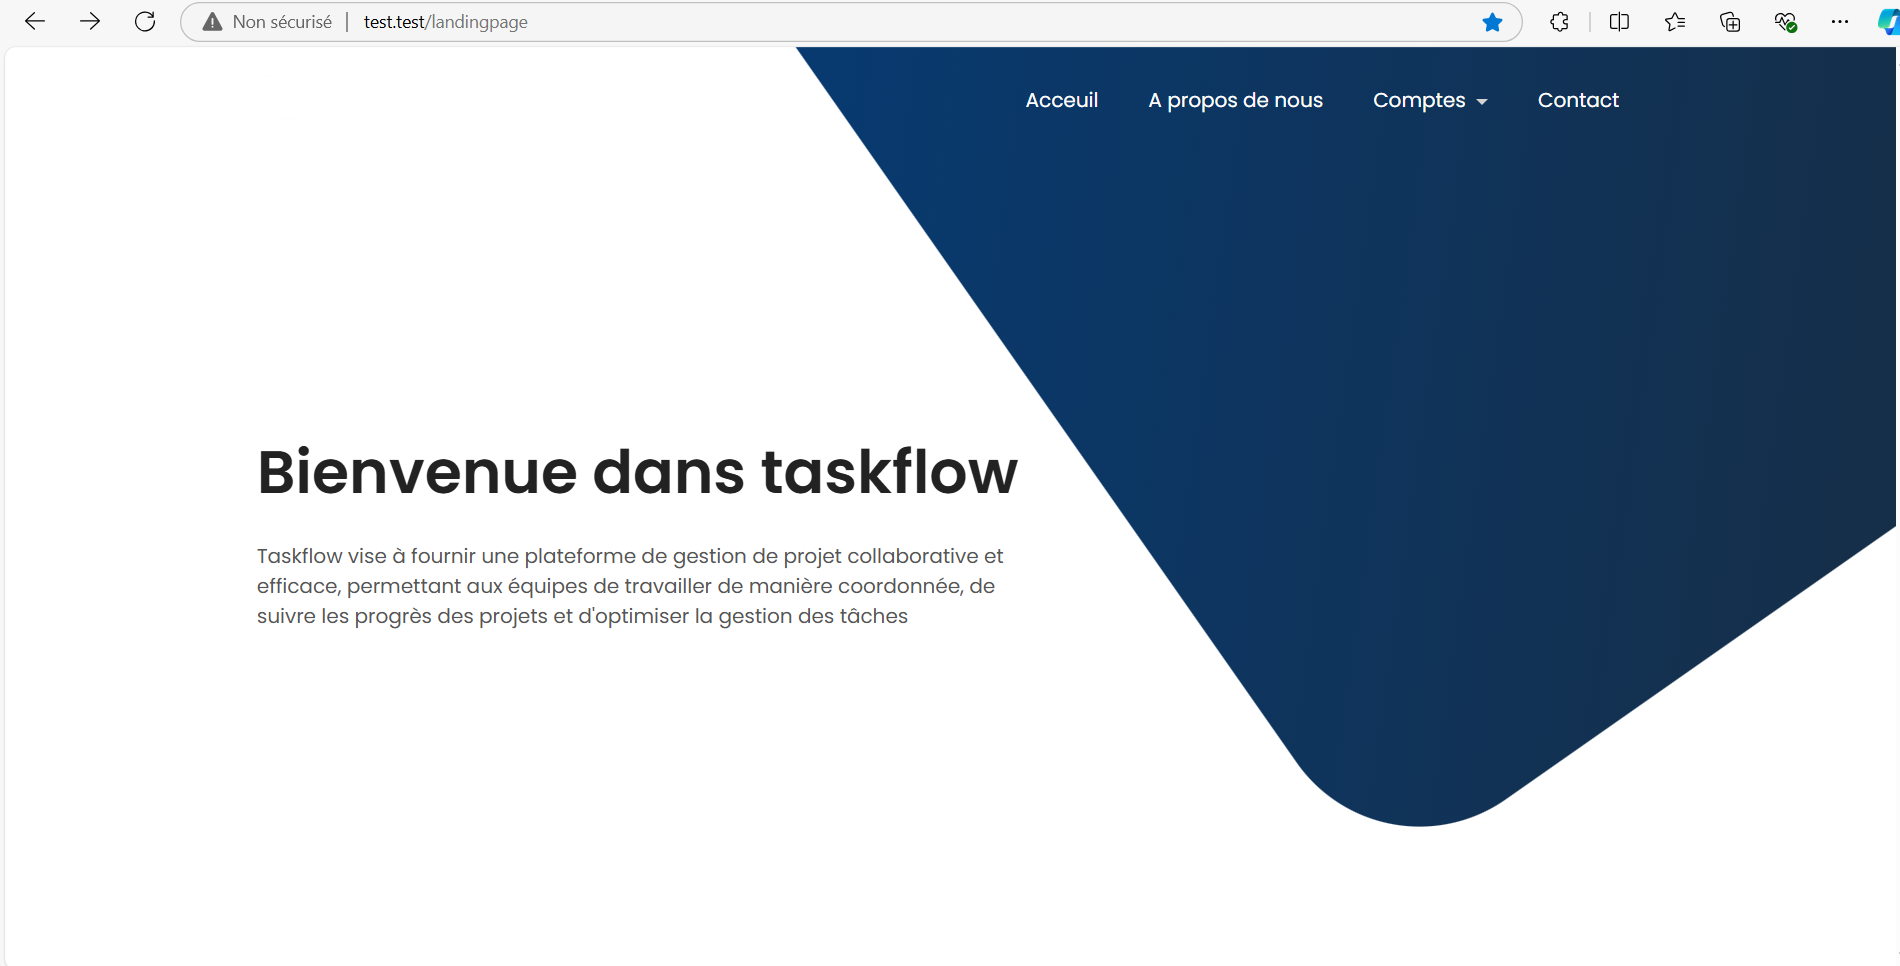 Non sécurisé | test.test/landingpage
Acceuil A propos de nous Comptes Contact
Bienvenue dans taskflow
Taskflow vise à fournir une plateforme de gestion de projet collaborative et
efficace, permettant aux équipes de travailler de manière coordonnée, de
suivre les progrès des projets et d'optimiser la gestion des tâches